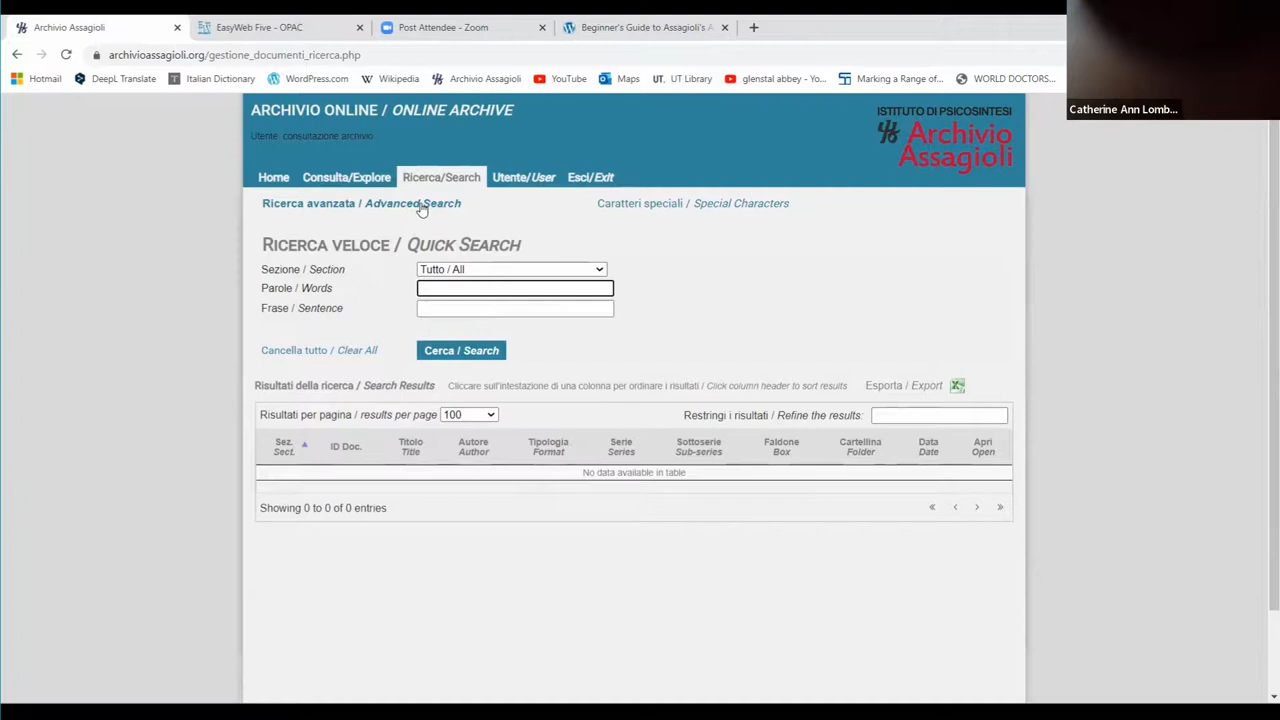 Archivio Assagioli
EasyWeb Five - OPAC
Post Attendee - Zoom
Beginner's Guide to Assagioli's A
archivioassagioli.org/gestione_documenti_ricerca.php
Hotmail
DeepL Translate
Italian Dictionary
WordPress.com
Wikipedia
Archivio Assagioli
YouTube
Maps
UT. UT Library
glenstal abbey - Yo...
Marking a Range of...
WORLD DOCTORS...
Catherine Ann Lomb...
ARCHIVIO ONLINE / ONLINE ARCHIVE
Utente: consultazione archivio
ISTITUTO DI PSICOSINTESI
Archivio
Assagioli
Home Consulta/Explore Ricerca/Search Utente/User Esci/Exit
Ricerca avanzata / Advanced Search
Caratteri speciali / Special Characters
RICERCA VELOCE / QUICK SEARCH
Sezione / Section Tutto / All
Parole / Words
Frase / Sentence
Cancella tutto / Clear All Cerca / Search
Risultati della ricerca / Search Results Cliccare sull'intestazione di una colonna per ordinare i risultati / Click column header to sort results Esporta / Export
Risultati per pagina / results per page 100 Restringi i risultati / Refine the results:
Sez. ID Doc. Titolo Autore Tipologia Serie Sottoserie Faldone Cartellina Data Apri
Sect. Title Author Format Series Sub-series Box Folder Date Open
No data available in table
Showing 0 to 0 of 0 entries « ‹ › »